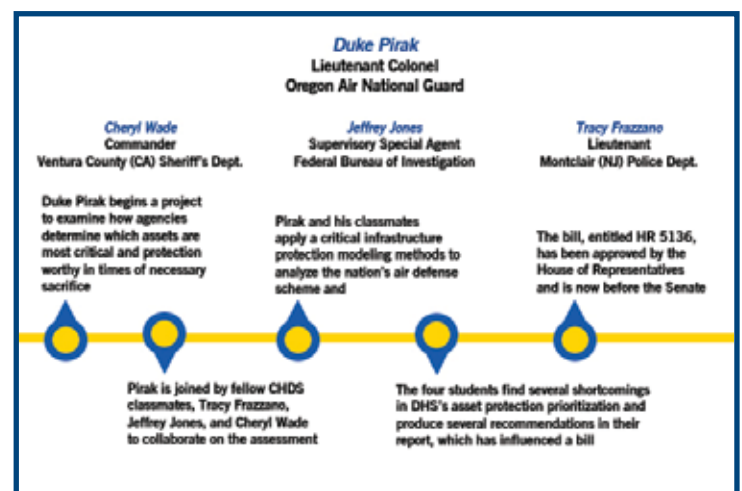 Duke Pirak
Lieutenant Colonel
Oregon Air National Guard
Cheryl Wade
Commander
Ventura County (CA) Sheriff's Dept.
Jeffrey Jones
Supervisory Special Agent
Federal Bureau of Investigation
Tracy Frazzano
Lieutenant
Montclair (NJ) Police Dept.
Duke Pirak begins a project
to examine how agencies
determine which assets are
most critical and protection
worthy in times of necessary
sacrifice
Pirak is joined by fellow CHDS
classmates, Tracy Frazzano,
Jeffrey Jones, and Cheryl Wade
to collaborate on the assessment
Pirak and his classmates
apply a critical infrastructure
protection modeling methods to
analyze the nation's air defense
scheme and
The four students find several shortcomings
in DHS's asset protection prioritization and
produce several recommendations in their
report, which has influenced a bill
The bill, entitled HR 5136,
has been approved by the
House of Representatives
and is now before the Senate